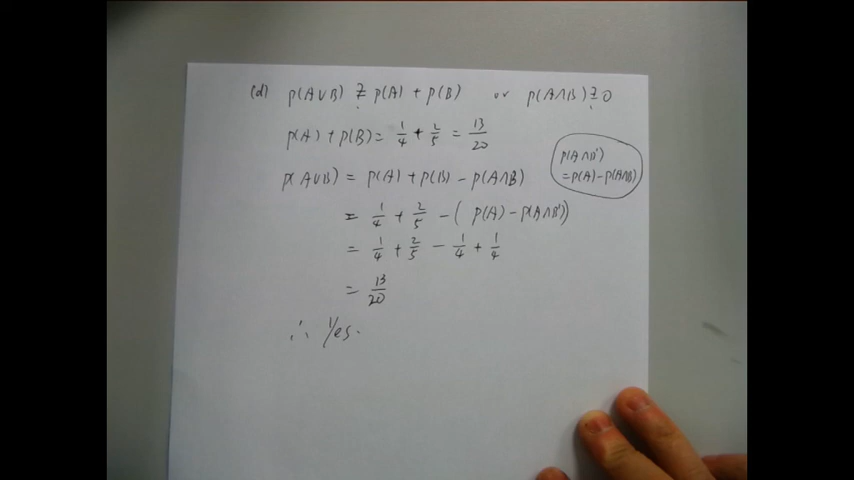 (d) P(A∪B) ≟ P(A) + P(B) or P(A∩B) ≟ 0
P(A) + P(B) = 1/4 + 2/5 = 13/20
P(A∩B')
= P(A) - P(A∩B)
P(A∪B) = P(A) + P(B) - P(A∩B)
= 1/4 + 2/5 - ( P(A) - P(A∩B'))
= 1/4 + 2/5 - 1/4 + 1/4
= 13/20
∴ Yes.